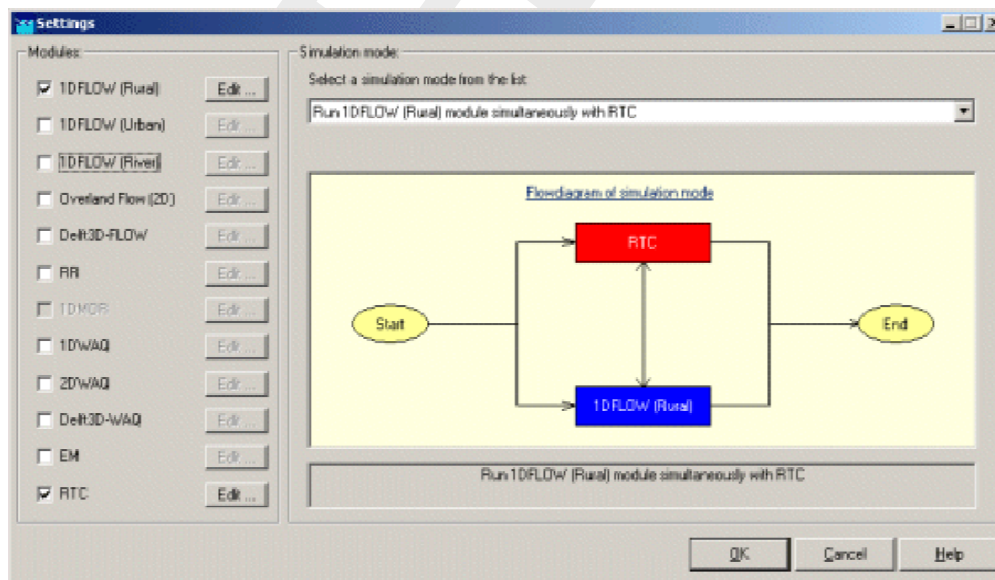 Settings
Modules:
1DFLOW (Rural) Edit ...
1DFLOW (Urban) Edit ...
1DFLOW (River) Edit ...
Overland Flow (2D) Edit ...
Delft3D-FLOW Edit ...
RR Edit ...
1DMOR Edit ...
1DWAQ Edit ...
2DWAQ Edit ...
Delft3D-WAQ Edit ...
EM Edit ...
RTC Edit ...
Simulation mode:
Select a simulation mode from the list
Run 1DFLOW (Rural) module simultaneously with RTC
Flowdiagram of simulation mode
RTC
Start
End
1DFLOW (Rural)
Run 1DFLOW (Rural) module simultaneously with RTC
OK Cancel Help